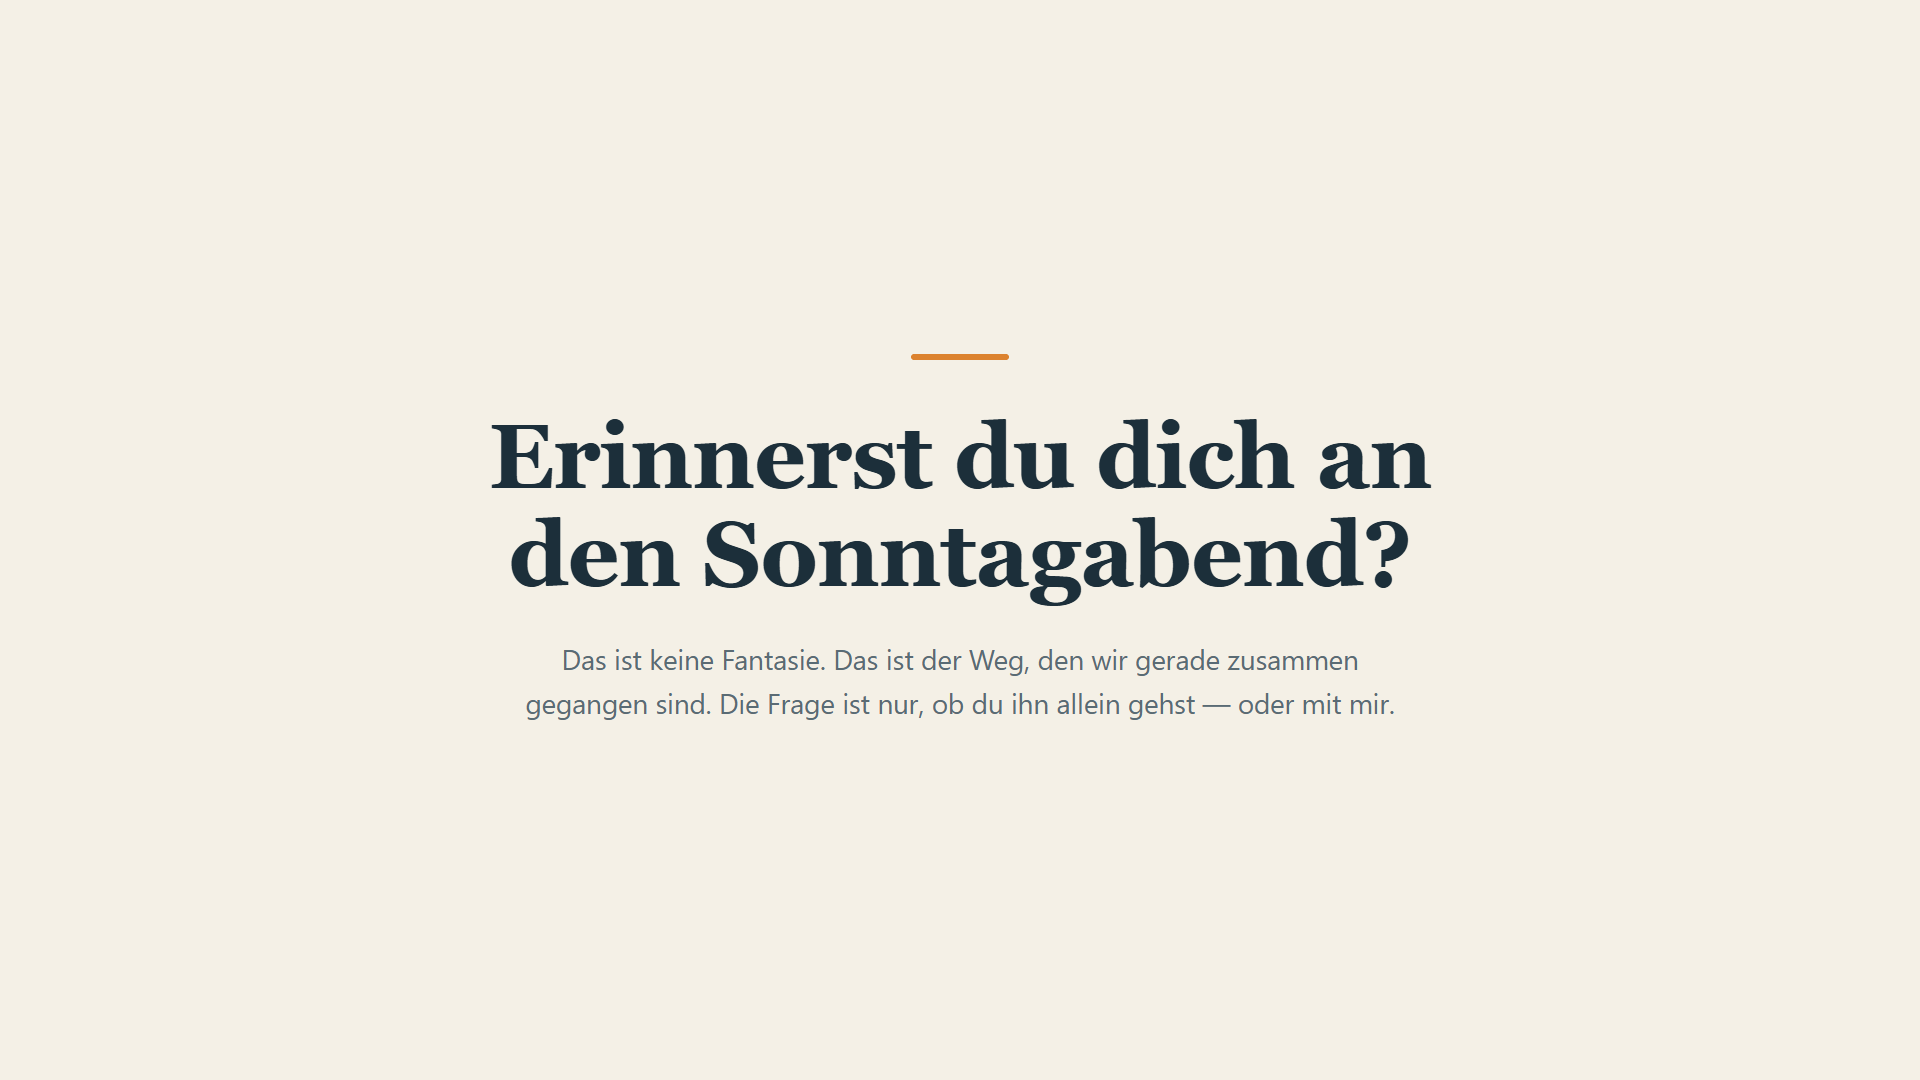 Erinnerst du dich an
den Sonntagabend?
Das ist keine Fantasie. Das ist der Weg, den wir gerade zusammen
gegangen sind. Die Frage ist nur, ob du ihn allein gehst — oder mit mir.